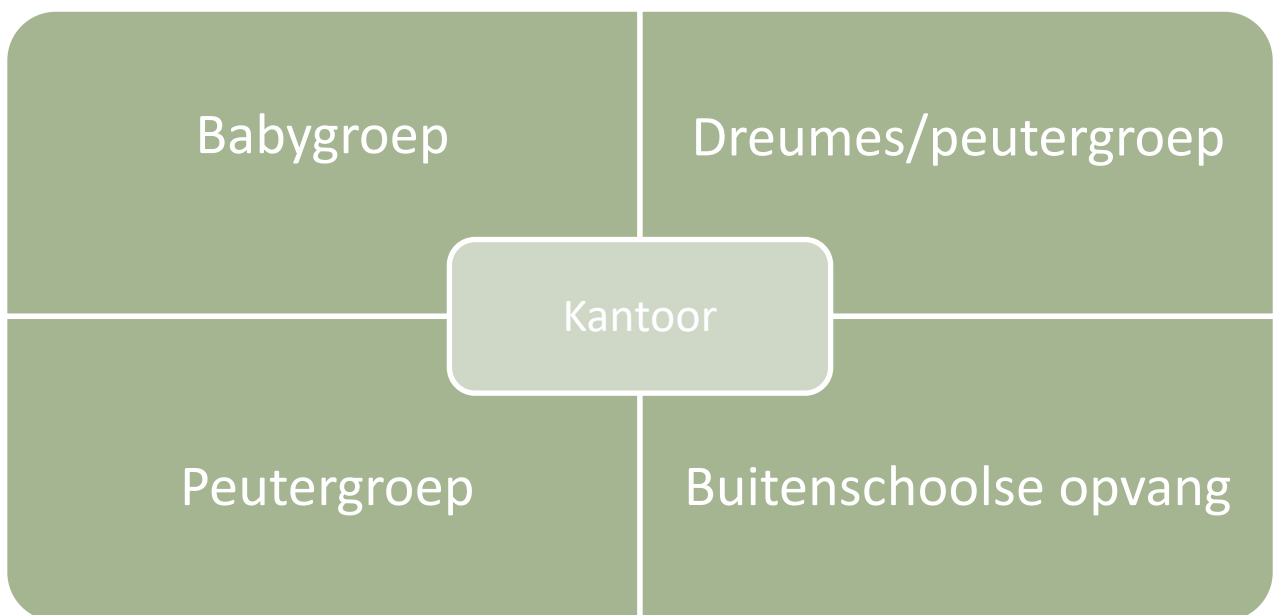 Babygroep
Dreumes/peutergroep
Kantoor
Peutergroep
Buitenschoolse opvang